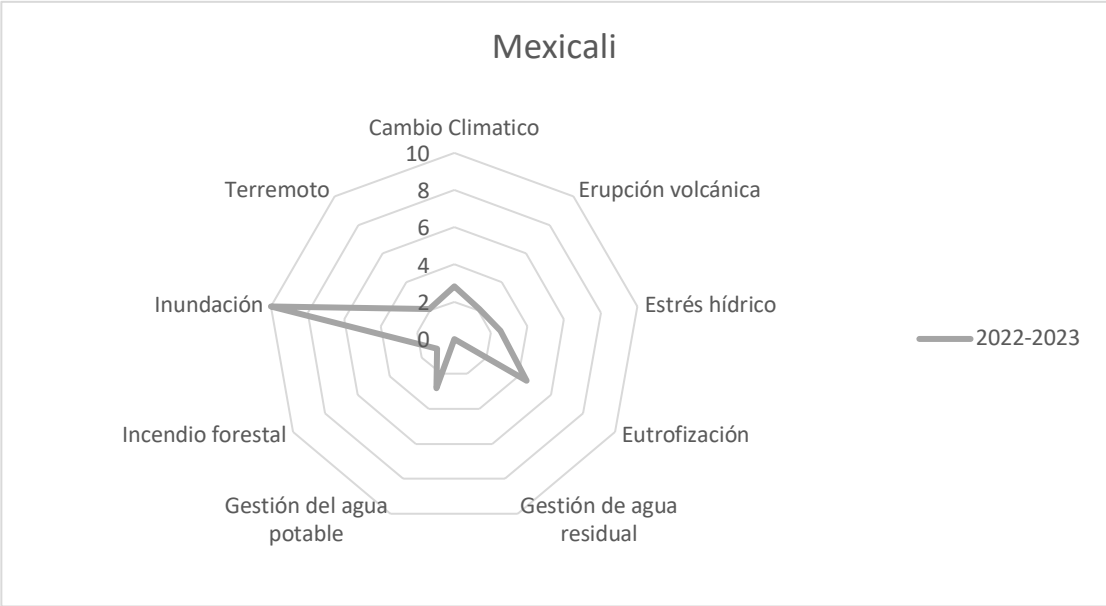 Mexicali
Cambio Climatico
10
Terremoto
8
Erupción volcánica
6
4
Inundación
2
Estrés hídrico
0
2022-2023
Incendio forestal
Eutrofización
Gestión del agua
potable
Gestión de agua
residual